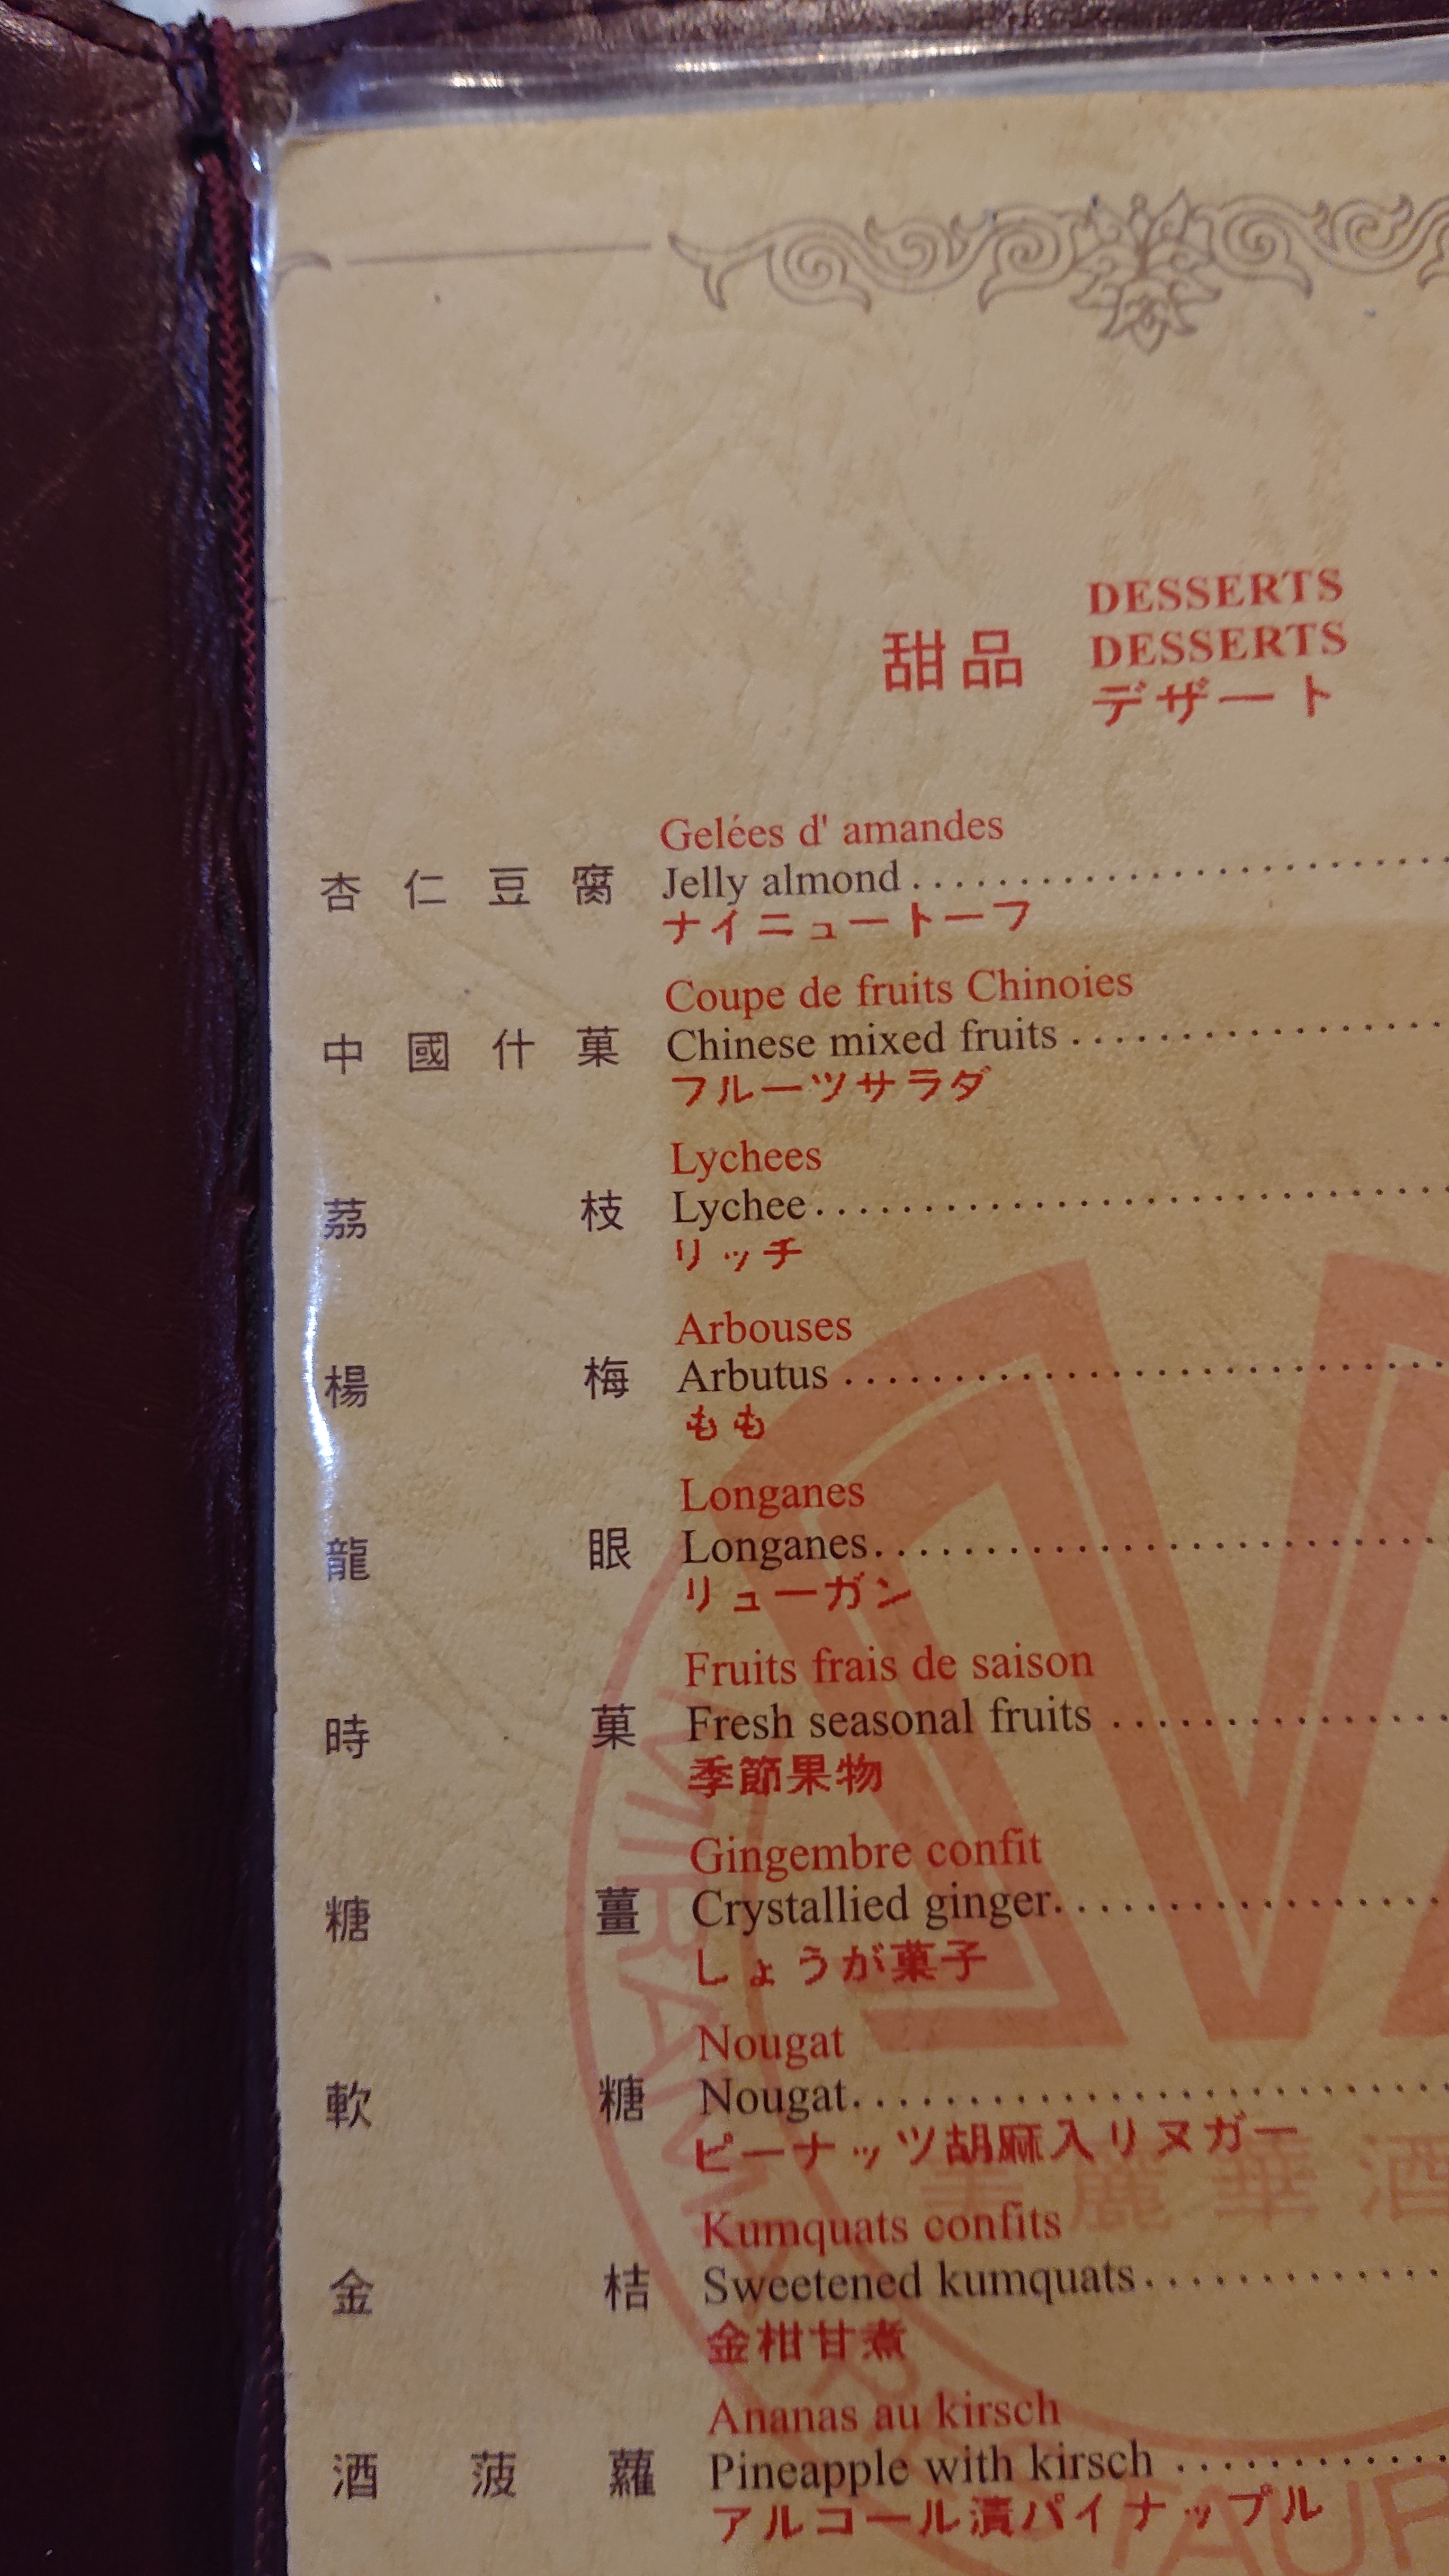 甜品
DESSERTS
DESSERTS
デザート
Gelées d' amandes
杏仁豆腐 Jelly almond
ナイニュートーフ
Coupe de fruits Chinoies
中國什菓 Chinese mixed fruits
フルーツサラダ
Lychees
荔枝 Lychee
リッチ
Arbouses
楊梅 Arbutus
もも
Longanes
龍眼 Longanes
リューガン
Fruits frais de saison
時菓 Fresh seasonal fruits
季節果物
Gingembre confit
糖薑 Crystallied ginger
しょうが菓子
Nougat
軟糖 Nougat
ピーナッツ胡麻入リヌガー
Kumquats confits
金桔 Sweetened kumquats
金柑甘煮
Ananas au kirsch
酒菠蘿 Pineapple with kirsch
アルコール漬パイナップル
美麗華酒